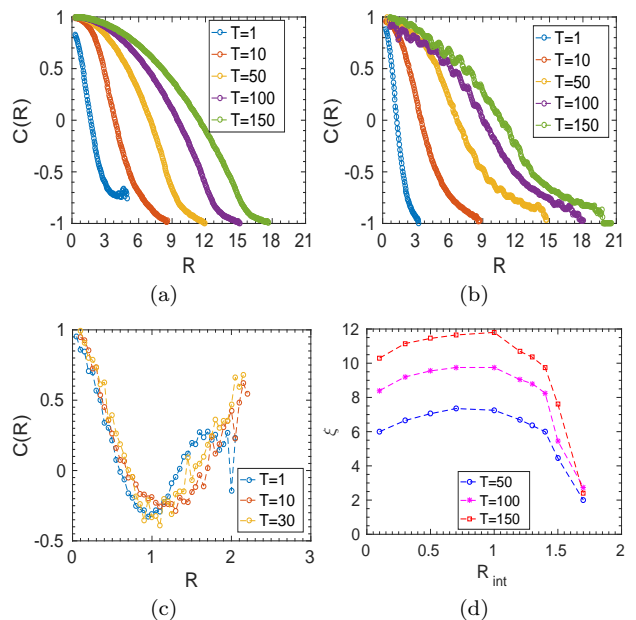 1
0.5
0
-0.5
-1
C(R)
0 3 6 9 12 15 18 21
R
T=1
T=10
T=50
T=100
T=150
(a)
1
0.5
0
-0.5
-1
C(R)
0 3 6 9 12 15 18 21
R
T=1
T=10
T=50
T=100
T=150
(b)
1
0.5
0
-0.5
C(R)
0 1 2 3
R
T=1
T=10
T=30
(c)
12
10
8
6
4
2
0
ξ
0 0.5 1 1.5 2
R int
T=50
T=100
T=150
(d)